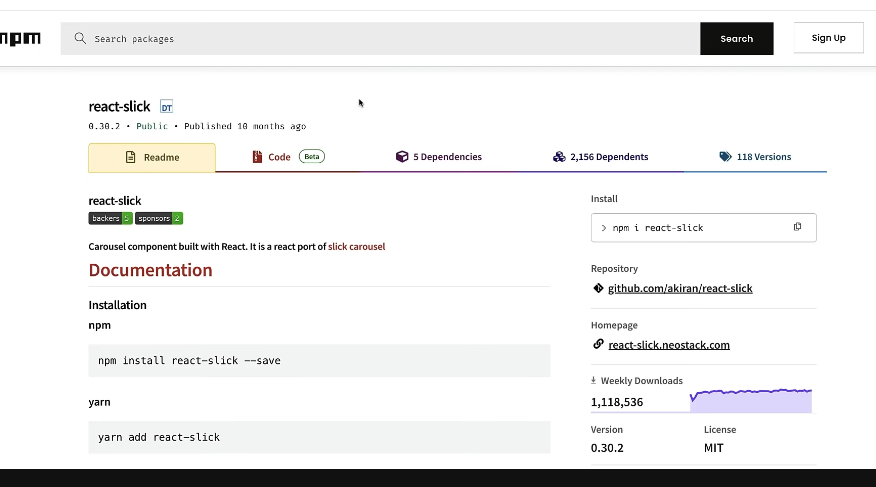 npm
Search packages
Search
Sign Up
react-slick DT
0.30.2 • Public • Published 10 months ago
Readme
Code Beta
5 Dependencies
2,156 Dependents
118 Versions
react-slick
backers 5 sponsors 2
Carousel component built with React. It is a react port of slick carousel
Documentation
Installation
npm
npm install react-slick --save
yarn
yarn add react-slick
Install
> npm i react-slick
Repository
github.com/akiran/react-slick
Homepage
react-slick.neostack.com
Weekly Downloads
1,118,536
Version License
0.30.2 MIT